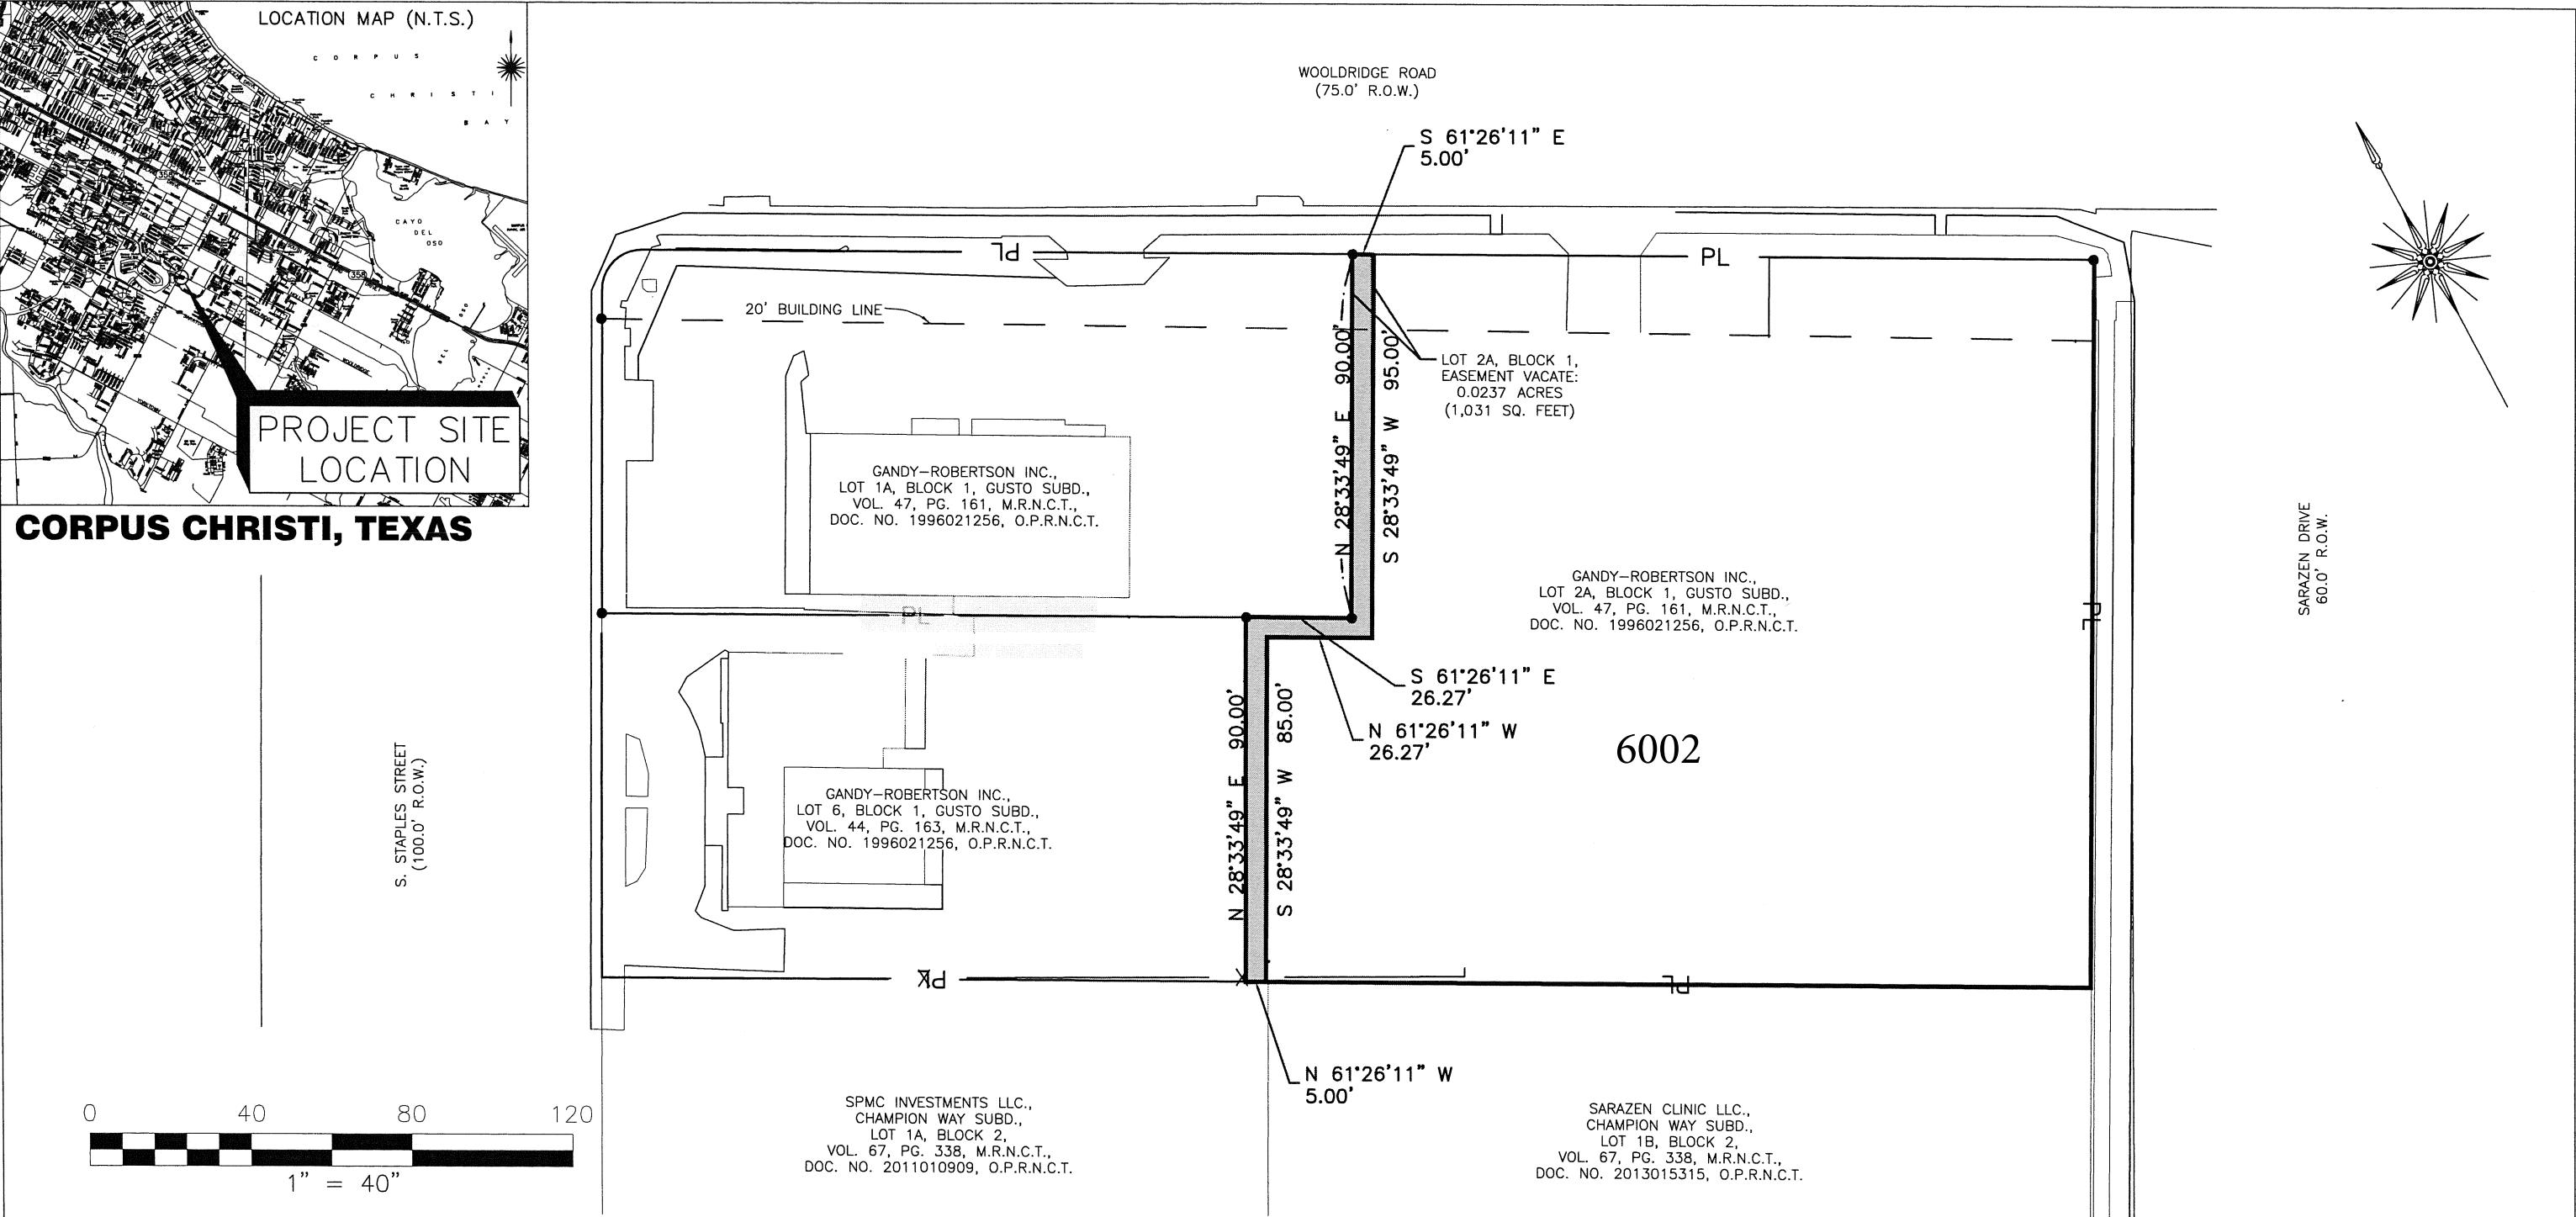 LOCATION MAP (N.T.S.)
C O R P U S
C H R I S T I
B A Y
CAYO
DEL
OSO
358
358
PROJECT SITE
LOCATION
CORPUS CHRISTI, TEXAS
WOOLDRIDGE ROAD
(75.0' R.O.W.)
S 61°26'11" E
5.00'
PL
PL
20' BUILDING LINE
N 28°33'49" E 90.00'
S 28°33'49" W 95.00'
LOT 2A, BLOCK 1,
EASEMENT VACATE:
0.0237 ACRES
(1,031 SQ. FEET)
GANDY-ROBERTSON INC.,
LOT 1A, BLOCK 1, GUSTO SUBD.,
VOL. 47, PG. 161, M.R.N.C.T.,
DOC. NO. 1996021256, O.P.R.N.C.T.
GANDY-ROBERTSON INC.,
LOT 2A, BLOCK 1, GUSTO SUBD.,
VOL. 47, PG. 161, M.R.N.C.T.,
DOC. NO. 1996021256, O.P.R.N.C.T.
SARAZEN DRIVE
60.0' R.O.W.
PL
PL
S 61°26'11" E
26.27'
N 61°26'11" W
26.27'
6002
N 28°33'49" E 90.00'
S 28°33'49" W 85.00'
S. STAPLES STREET
(100.0' R.O.W.)
GANDY-ROBERTSON INC.,
LOT 6, BLOCK 1, GUSTO SUBD.,
VOL. 44, PG. 163, M.R.N.C.T.,
DOC. NO. 1996021256, O.P.R.N.C.T.
PL
PL
N 61°26'11" W
5.00'
0 40 80 120
1" = 40"
SPMC INVESTMENTS LLC.,
CHAMPION WAY SUBD.,
LOT 1A, BLOCK 2,
VOL. 67, PG. 338, M.R.N.C.T.,
DOC. NO. 2011010909, O.P.R.N.C.T.
SARAZEN CLINIC LLC.,
CHAMPION WAY SUBD.,
LOT 1B, BLOCK 2,
VOL. 67, PG. 338, M.R.N.C.T.,
DOC. NO. 2013015315, O.P.R.N.C.T.